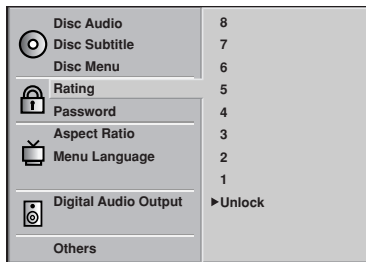 Disc Audio
Disc Subtitle
Disc Menu
Rating
Password
Aspect Ratio
Menu Language
Digital Audio Output
Others
8
7
6
5
4
3
2
1
Unlock